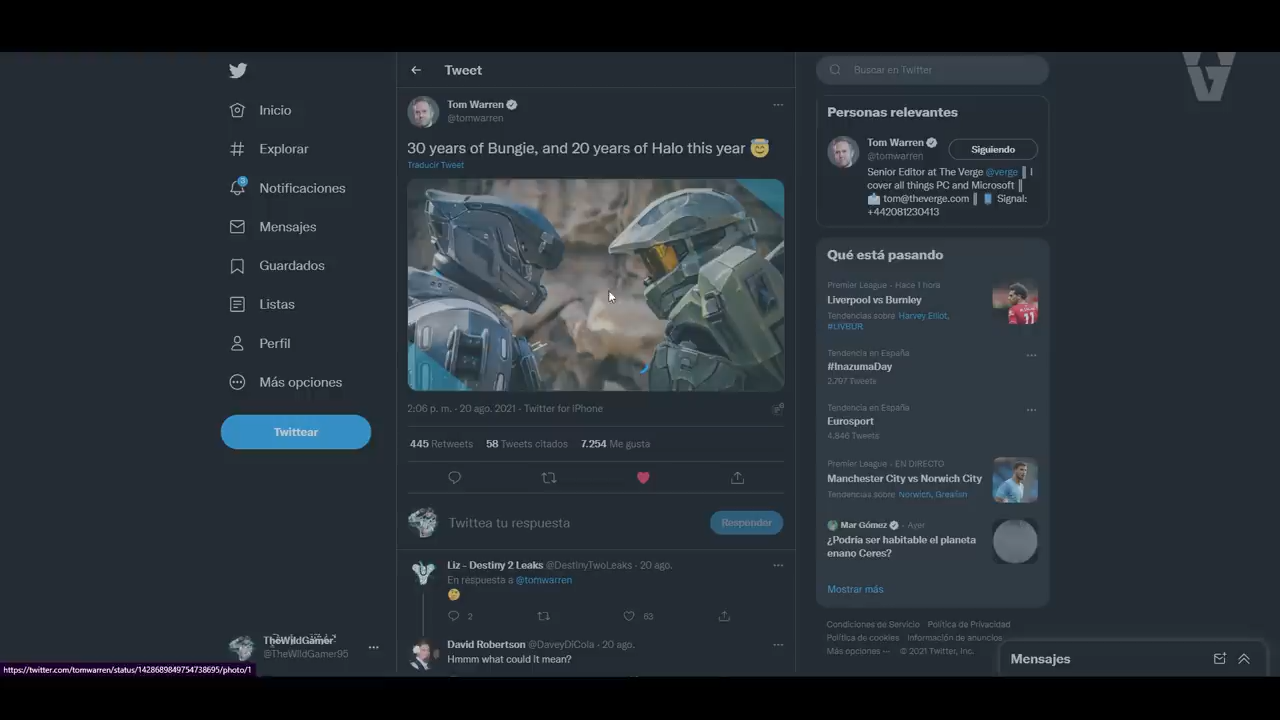 Tweet
Inicio
Explorar
3
Notificaciones
Mensajes
Guardados
Listas
Perfil
Más opciones
Twittear
TheWildGamer
@TheWildGamer95
https://twitter.com/tomwarren/status/1428689849754738695/photo/1
Tom Warren
@tomwarren
30 years of Bungie, and 20 years of Halo this year
Traducir Tweet
2:06 p. m. · 20 ago. 2021 · Twitter for iPhone
445 Retweets 58 Tweets citados 7.254 Me gusta
Twittea tu respuesta
Responder
Liz - Destiny 2 Leaks @DestinyTwoLeaks · 20 ago.
En respuesta a @tomwarren
2 63
David Robertson @DaveyDiCola · 20 ago.
Hmmm what could it mean?
Buscar en Twitter
Personas relevantes
Tom Warren
@tomwarren
Siguiendo
Senior Editor at The Verge @verge | I
cover all things PC and Microsoft |
tom@theverge.com | Signal:
+442081230413
Qué está pasando
Premier League · Hace 1 hora
Liverpool vs Burnley
Tendencias sobre Harvey Elliot,
#LIVBUR
Tendencia en España
#InazumaDay
2.797 Tweets
Tendencia en España
Eurosport
4.846 Tweets
Premier League · EN DIRECTO
Manchester City vs Norwich City
Tendencias sobre Norwich, Grealish
Mar Gómez · Ayer
¿Podría ser habitable el planeta
enano Ceres?
Mostrar más
Condiciones de Servicio Política de Privacidad
Política de cookies Información de anuncios
Más opciones ··· © 2021 Twitter, Inc.
Mensajes